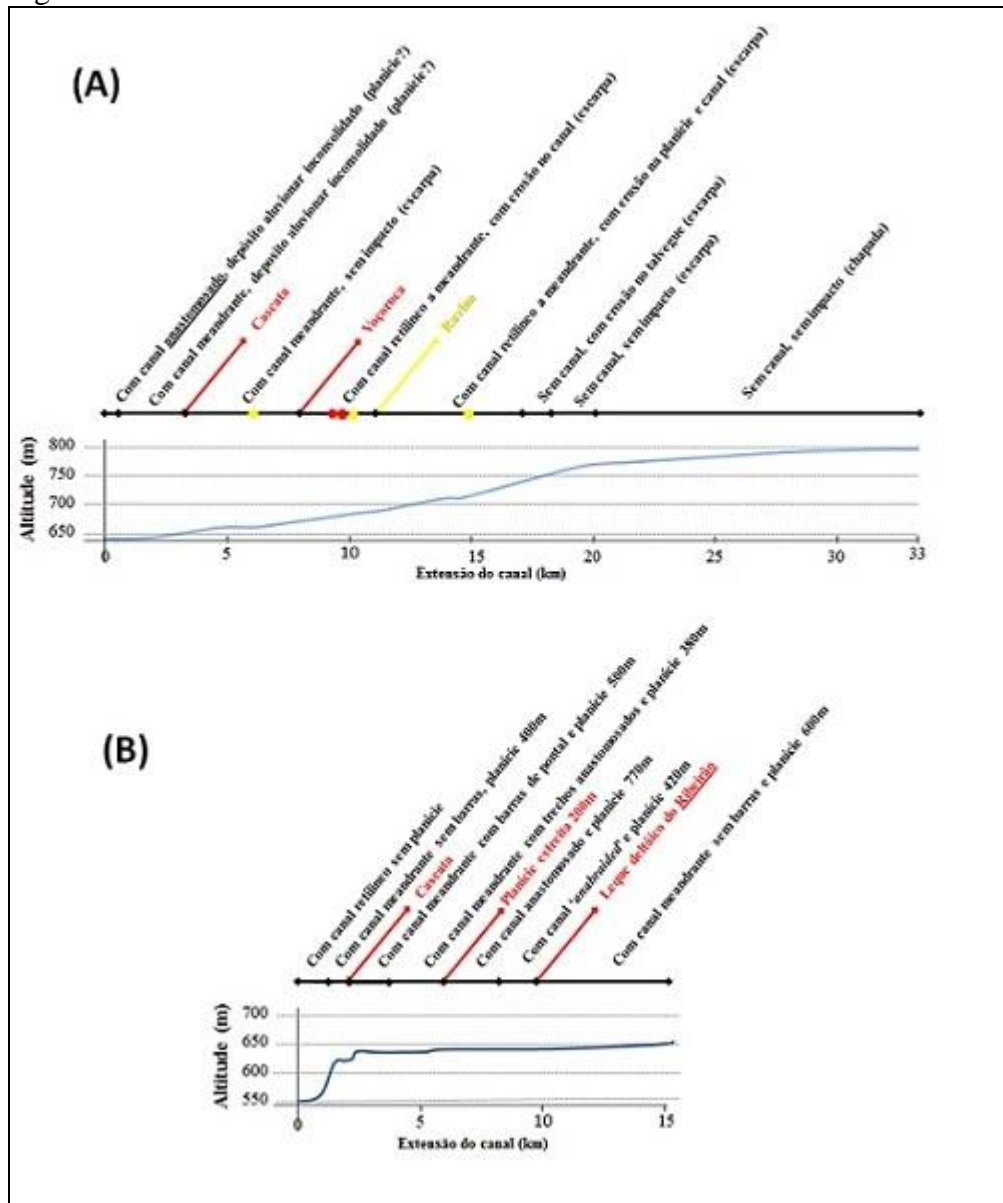 (A)
Com canal anastomosado, depósito aluvionar inconsolidado (planície?)
Com canal meandrante, depósito aluvionar inconsolidado (planície?)
Cascata
Com canal meandrante, sem impacto (escarpa)
Voçoroca
Com canal retilíneo a meandrante, com erosão no canal (escarpa)
Ravina
Com canal retilíneo a meandrante, com erosão na planície e canal (escarpa)
Sem canal, com erosão no talvegue (escarpa)
Sem canal, sem impacto (escarpa)
Sem canal, sem impacto (chapada)
Altitude (m)
800
750
700
650
0 5 10 15 20 25 30 33
Extensão do canal (km)
(B)
Com canal retilíneo sem planície
Com canal meandrante sem barras, planície 400m
Cascata
Com canal meandrante com barras de pontal e planície 500m
Com canal meandrante com trechos anastomosados e planície 380m
Planície estreita 200m
Com canal anastomosado e planície 770m
Com canal e planície 420m
Leque deltáico do Ribeirão
Com canal meandrante sem barras e planície 600m
Altitude (m)
700
650
600
550
0 5 10 15
Extensão do canal (km)